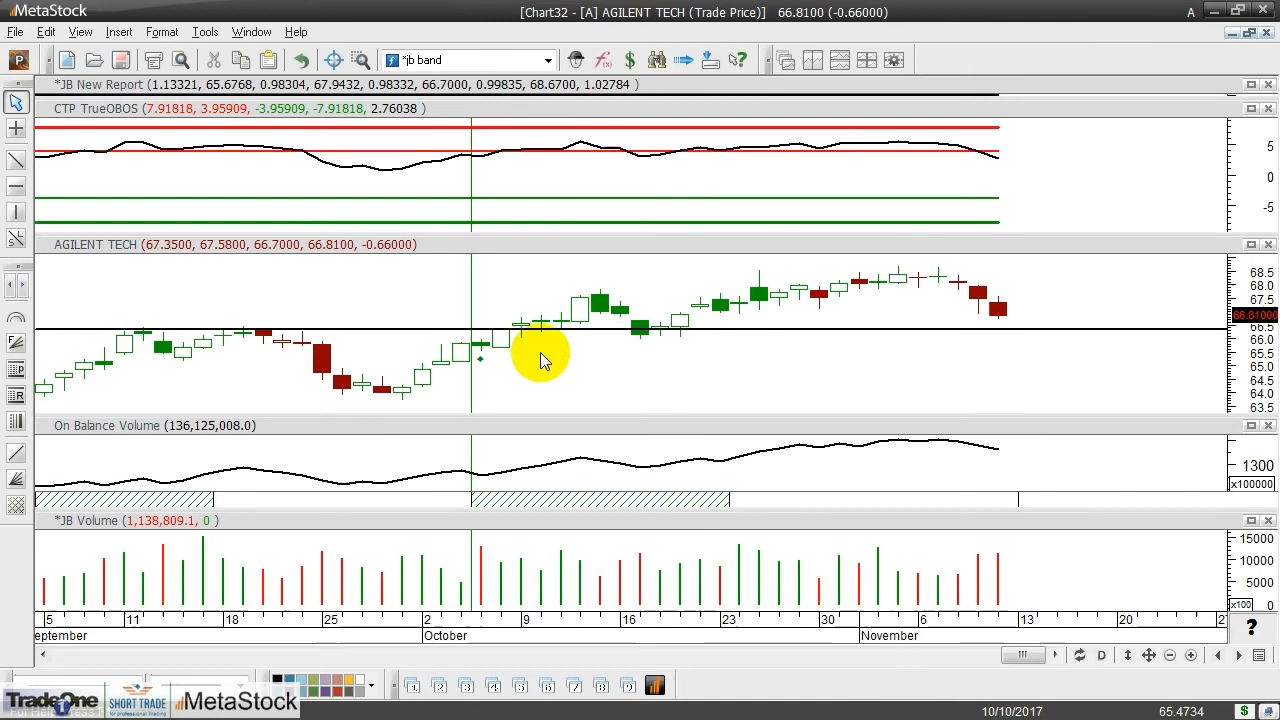 MetaStock
[Chart32 - [A] AGILENT TECH (Trade Price)] 66.8100 (-0.66000)
A
File Edit View Insert Format Tools Window Help
P *jb band
*JB New Report (1.13321, 65.6768, 0.98304, 67.9432, 0.98332, 66.7000, 0.99835, 68.6700, 1.02784 )
CTP TrueOBOS (7.91818, 3.95909, -3.95909, -7.91818, 2.76038 )
5
0
-5
AGILENT TECH (67.3500, 67.5800, 66.7000, 66.8100, -0.66000)
68.5
68.0
67.5
66.81000
66.5
66.0
65.5
65.0
64.5
64.0
63.5
On Balance Volume (136,125,008.0)
1300
x100000
*JB Volume (1,138,809.1, 0 )
15000
10000
5000
0
x100
5 11 18 25 2 9 16 23 30 6 13 20 27
eptember October November
?
D
TradeOne
SHORT TRADE
for professional Trading
MetaStock
10/10/2017 65.4734